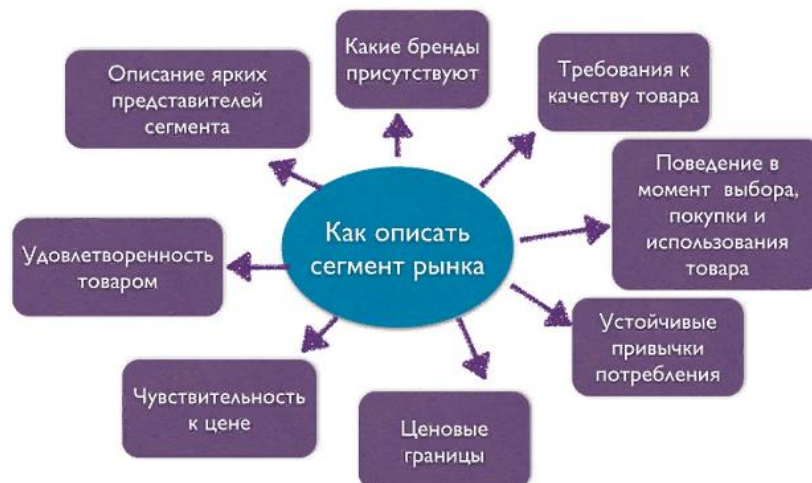 Как описать
сегмент рынка
Какие бренды
присутствуют
Требования к
качеству товара
Поведение в
момент выбора,
покупки и
использования
товара
Устойчивые
привычки
потребления
Ценовые
границы
Чувствительность
к цене
Удовлетворенность
товаром
Описание ярких
представителей
сегмента